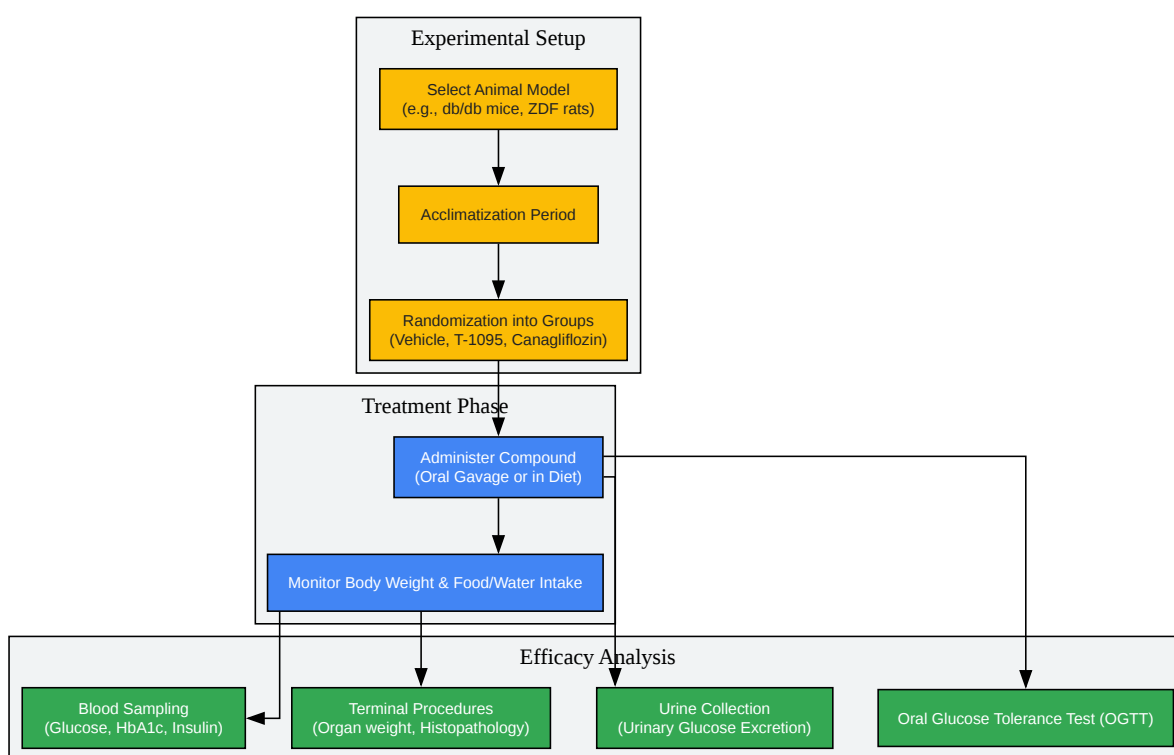 Experimental Setup
Select Animal Model
(e.g., db/db mice, ZDF rats)
Acclimatization Period
Randomization into Groups
(Vehicle, T-1095, Canagliflozin)
Treatment Phase
Administer Compound
(Oral Gavage or in Diet)
Monitor Body Weight & Food/Water Intake
Efficacy Analysis
Blood Sampling
(Glucose, HbA1c, Insulin)
Terminal Procedures
(Organ weight, Histopathology)
Urine Collection
(Urinary Glucose Excretion)
Oral Glucose Tolerance Test (OGTT)